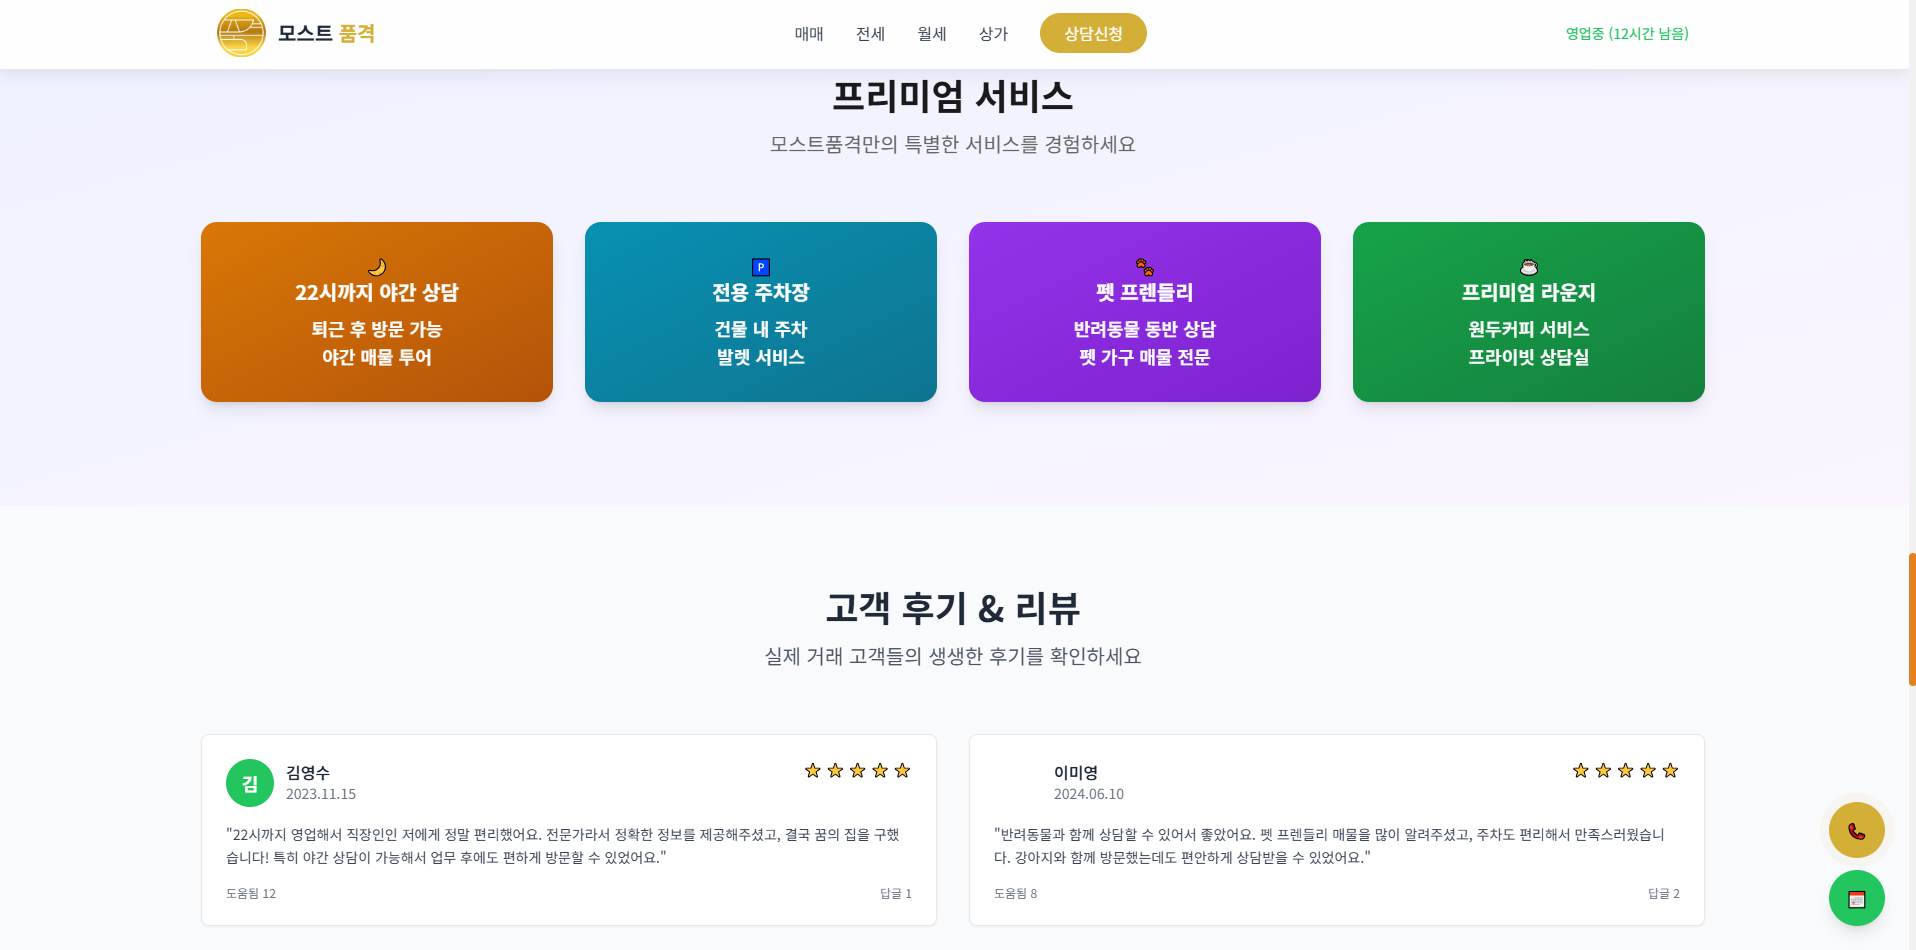 모스트 품격
매매
전세
월세
상가
상담신청
영업중 (12시간 남음)
프리미엄 서비스
모스트품격만의 특별한 서비스를 경험하세요
22시까지 야간 상담
퇴근 후 방문 가능
야간 매물 투어
P
전용 주차장
건물 내 주차
발렛 서비스
펫 프렌들리
반려동물 동반 상담
펫 가구 매물 전문
프리미엄 라운지
원두커피 서비스
프라이빗 상담실
고객 후기 & 리뷰
실제 거래 고객들의 생생한 후기를 확인하세요
김
김영수
2023.11.15
"22시까지 영업해서 직장인인 저에게 정말 편리했어요. 전문가라서 정확한 정보를 제공해주셨고, 결국 꿈의 집을 구했
습니다! 특히 야간 상담이 가능해서 업무 후에도 편하게 방문할 수 있었어요."
도움됨 12
답글 1
이미영
2024.06.10
"반려동물과 함께 상담할 수 있어서 좋았어요. 펫 프렌들리 매물을 많이 알려주셨고, 주차도 편리해서 만족스러웠습니
다. 강아지와 함께 방문했는데도 편안하게 상담받을 수 있었어요."
도움됨 8
답글 2